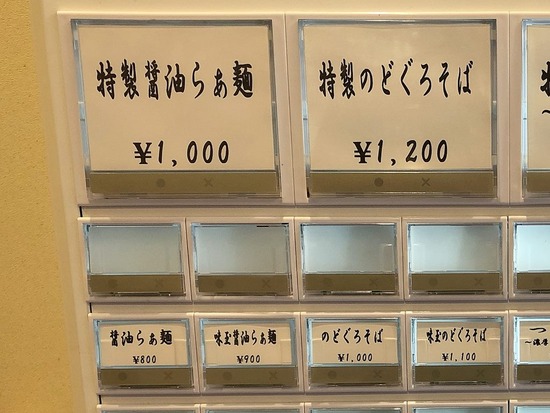 特製醤油らぁ麺
¥1,000
特製のどぐろそば
¥1,200
醤油らぁ麺
¥800
味玉醤油らぁ麺
¥900
のどぐろそば
¥1,000
味玉のどぐろそば
¥1,100